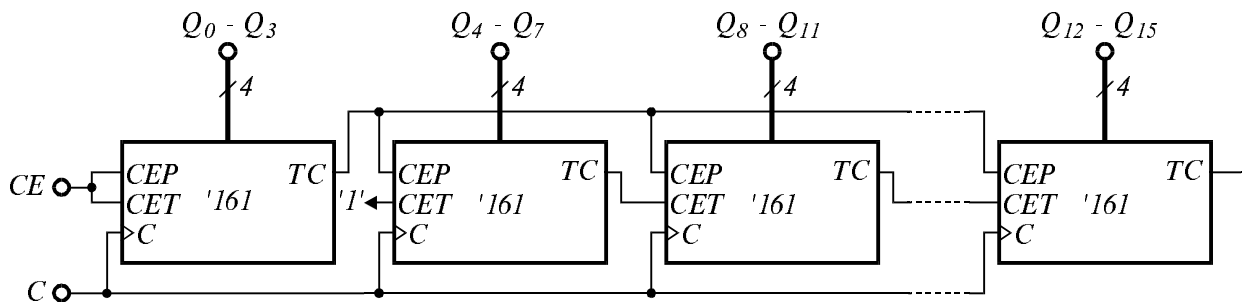 Q0 - Q3
Q4 - Q7
Q8 - Q11
Q12 - Q15
4
4
4
4
CE
CEP
TC
CET
'161
C
'1'
CEP
TC
CET
'161
C
CEP
TC
CET
'161
C
CEP
TC
CET
'161
C
C